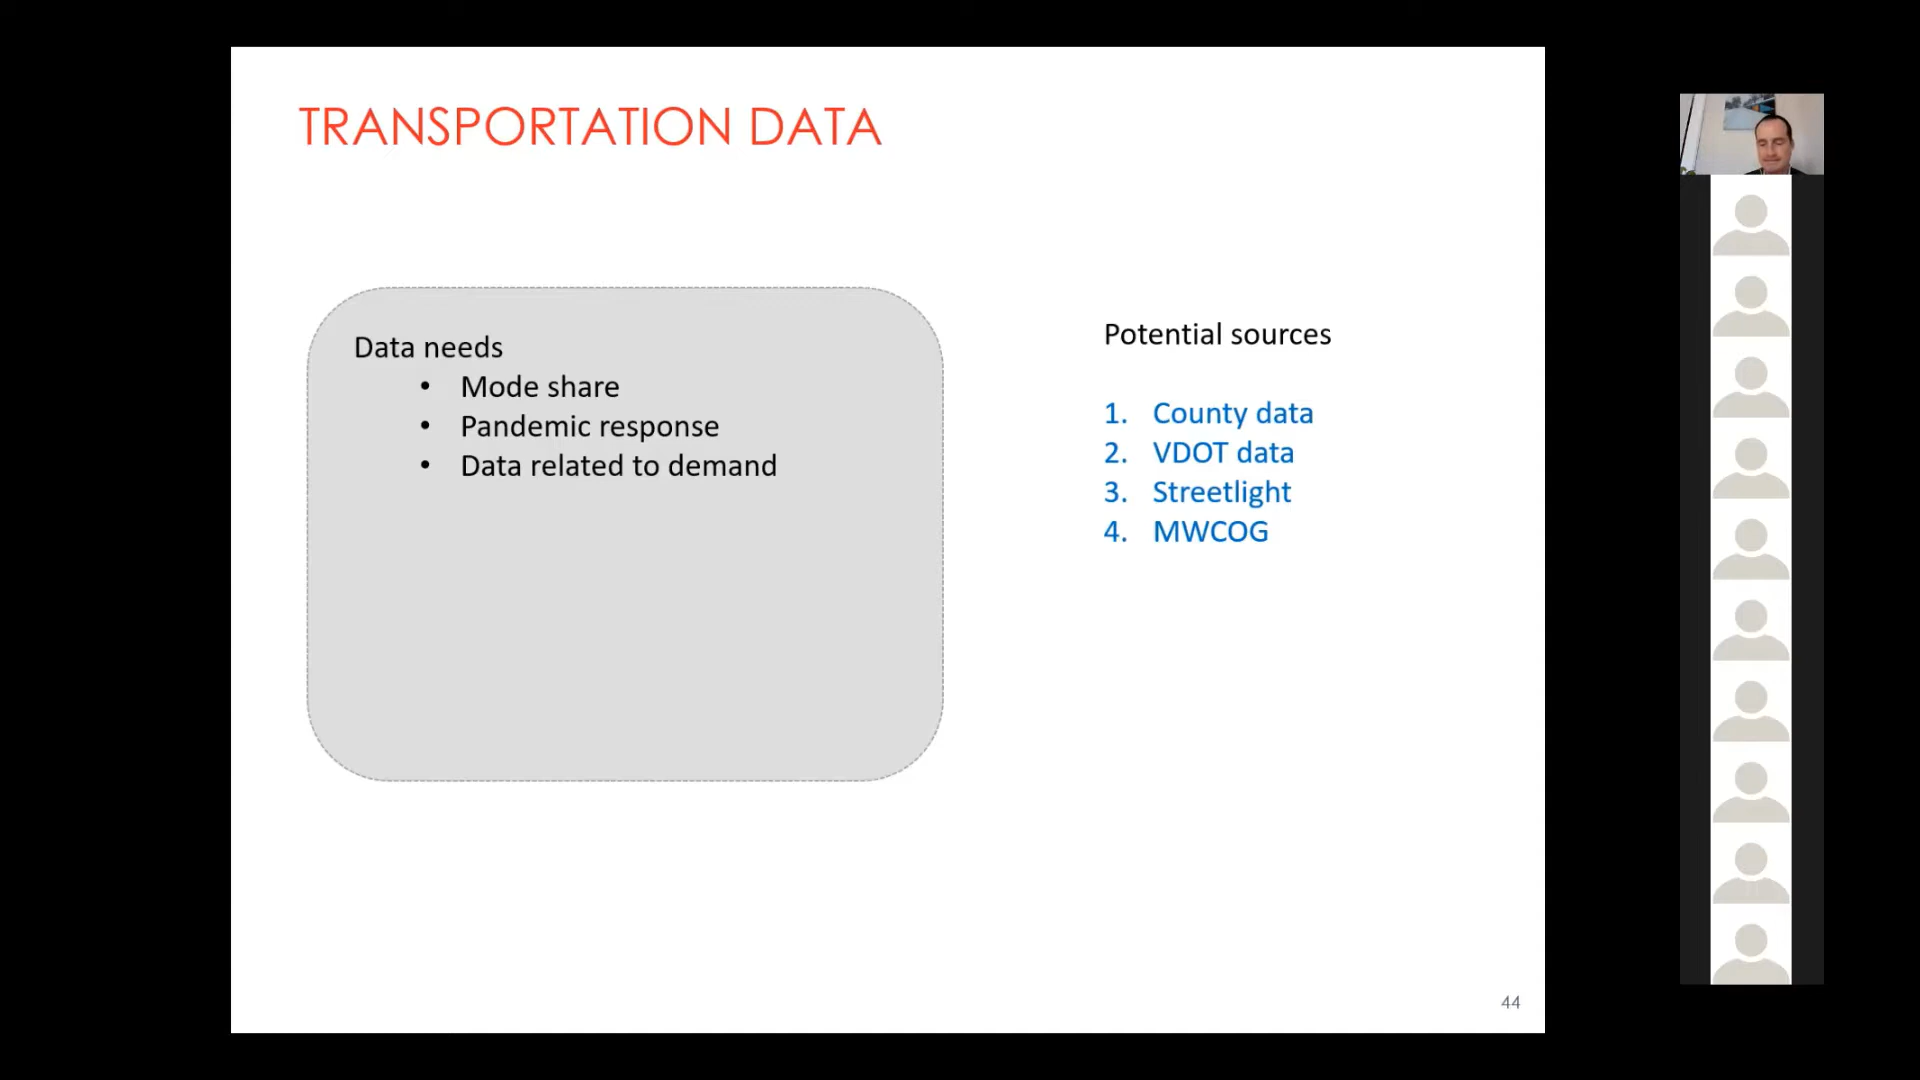 TRANSPORTATION DATA
Data needs
• Mode share
• Pandemic response
• Data related to demand
Potential sources
1. County data
2. VDOT data
3. Streetlight
4. MWCOG
44